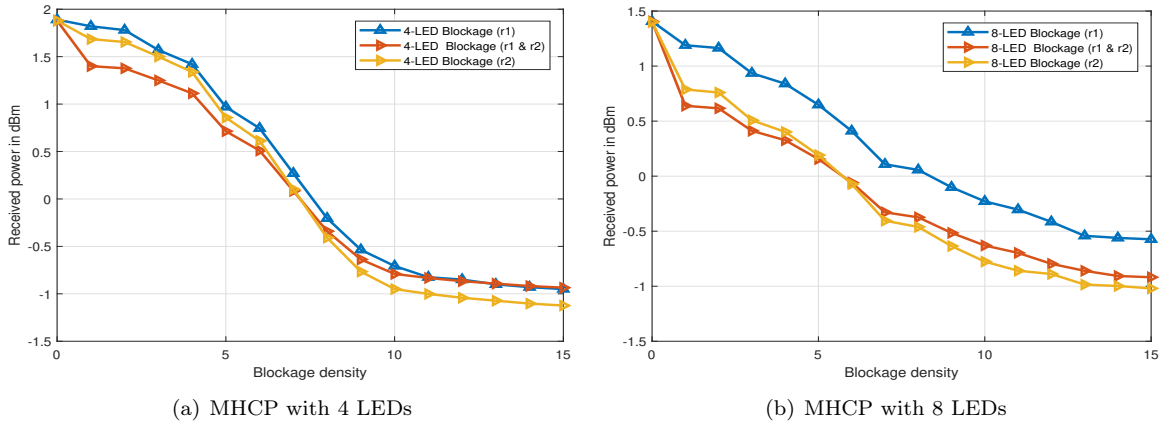 2
1.5
1
0.5
0
-0.5
-1
-1.5
Received power in dBm
0
5
10
15
Blockage density
4-LED Blockage (r1)
4-LED Blockage (r1 & r2)
4-LED Blockage (r2)
(a) MHCP with 4 LEDs
1.5
1
0.5
0
-0.5
-1
-1.5
Received power in dBm
0
5
10
15
Blockage density
8-LED Blockage (r1)
8-LED Blockage (r1 & r2)
8-LED Blockage (r2)
(b) MHCP with 8 LEDs